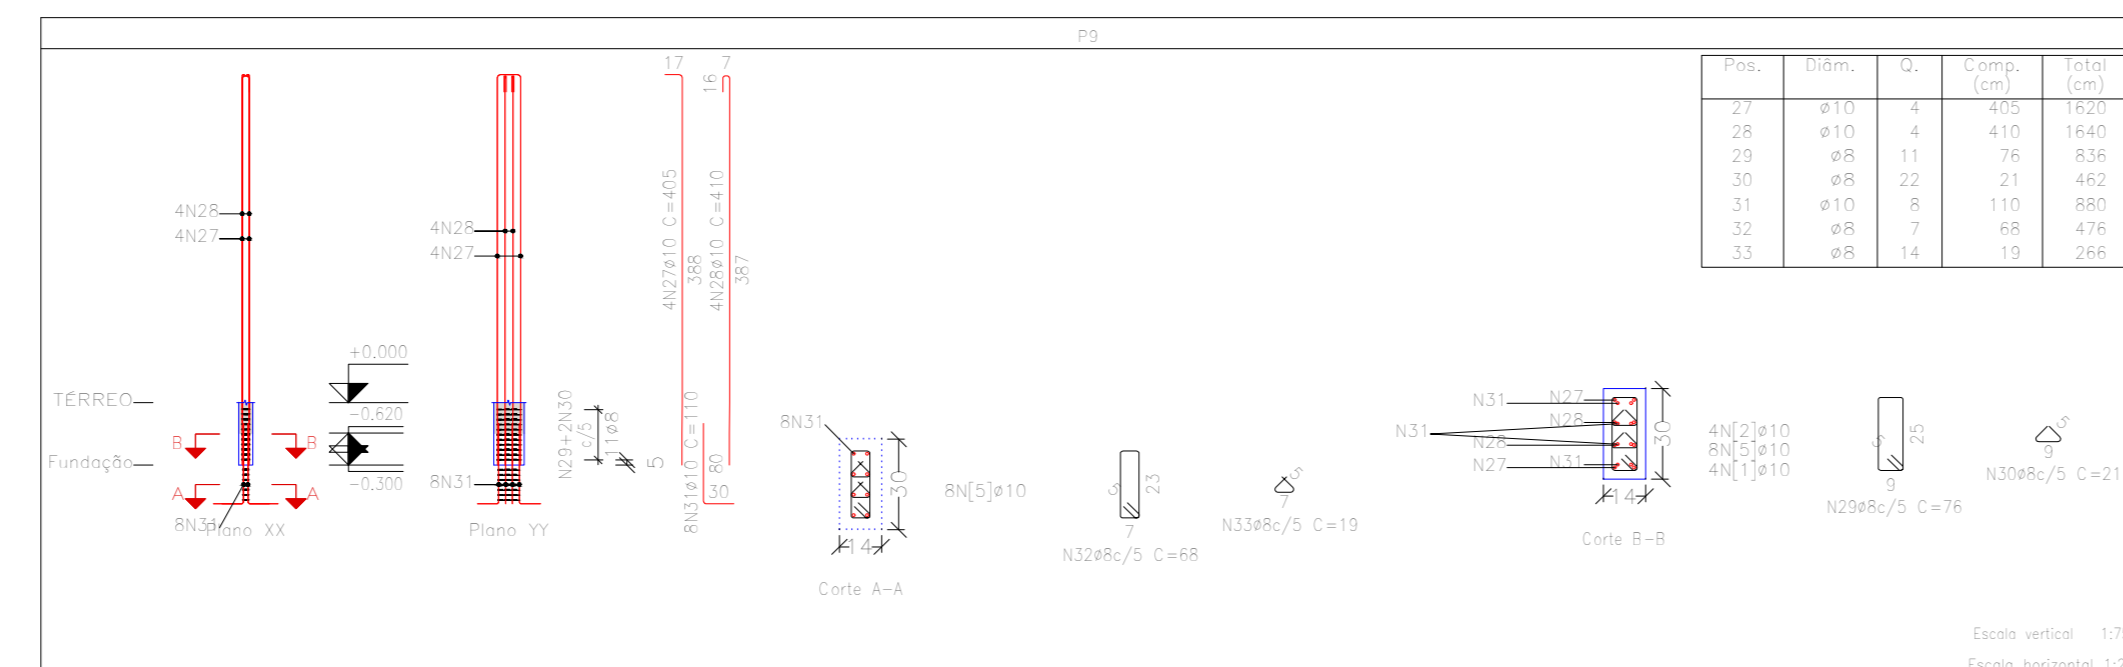 P9
Pos. Diâm. Q. Comp. (cm) Total (cm)
27 ø10 4 405 1620
28 ø10 4 410 1640
29 ø8 11 76 836
30 ø8 22 21 462
31 ø10 8 110 880
32 ø8 7 68 476
33 ø8 14 19 266
4N28
4N27
TÉRREO
Fundação
B B
A A
8N31
Plano XX
+0.000
-0.620
-0.300
4N28
4N27
8N31
Plano YY
N29+2N30
c/5
11ø8
5
17
4N27ø10 C=405
388
7
16
4N28ø10 C=410
387
8N31ø10 C=110
80
30
8N31
30
14
Corte A-A
8N[5]ø10
5
23
7
N32ø8c/5 C=68
5
7
N33ø8c/5 C=19
N31 N27
N28
N31
N28
N27 N31
30
14
Corte B-B
4N[2]ø10
8N[5]ø10
4N[1]ø10
5
25
9
N29ø8c/5 C=76
5
9
N30ø8c/5 C=21
Escala vertical
Escala horizontal